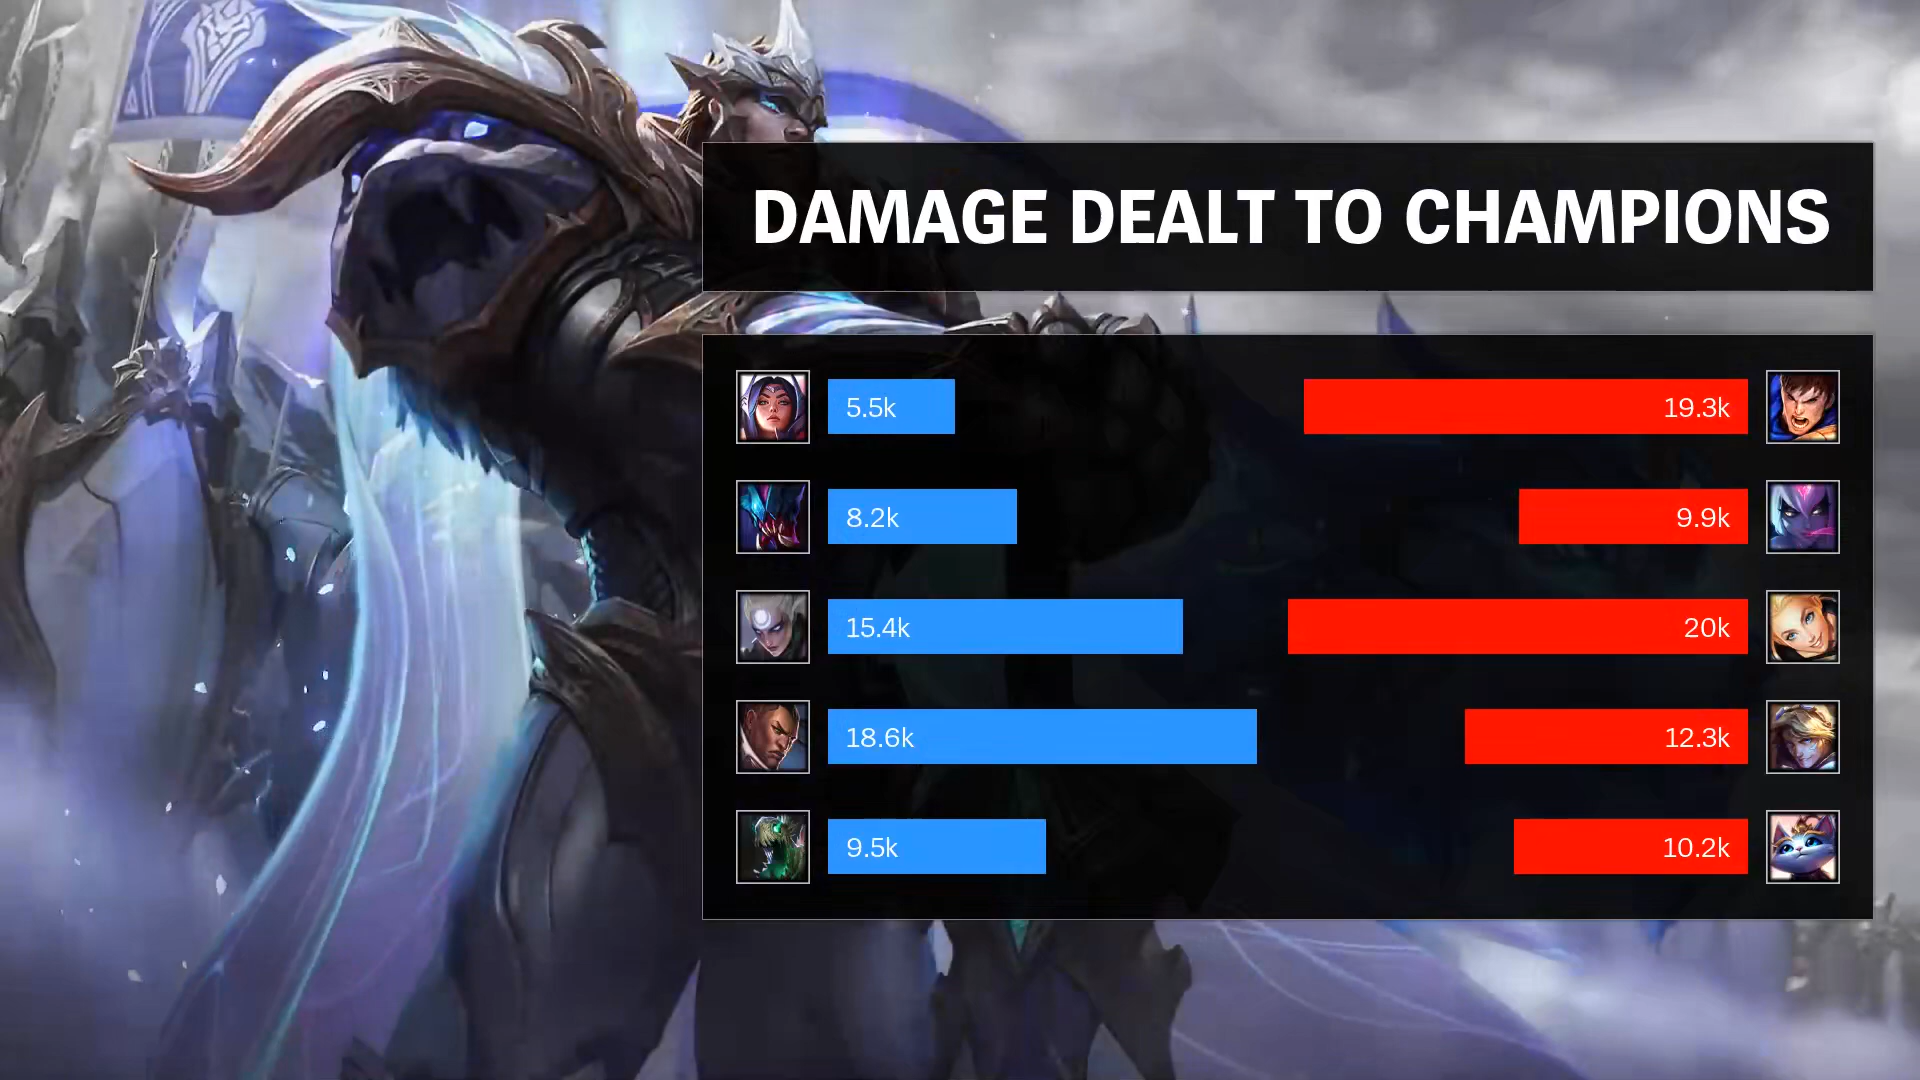 DAMAGE DEALT TO CHAMPIONS
5.5k 19.3k
8.2k 9.9k
15.4k 20k
18.6k 12.3k
9.5k 10.2k